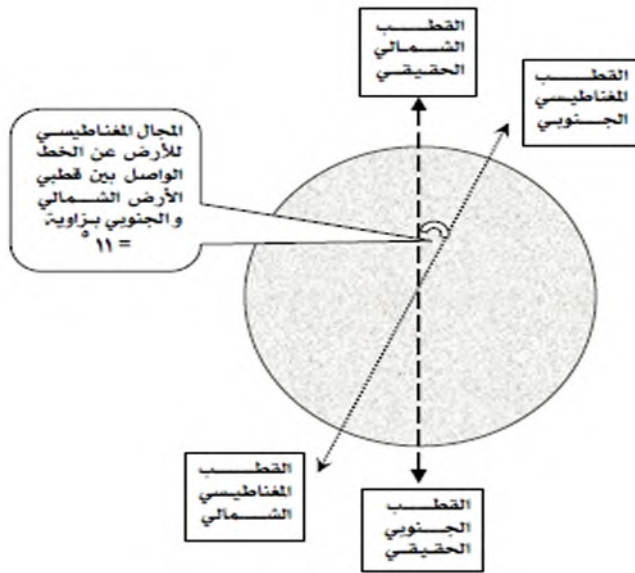 القطب
الشمالي
الحقيقي
القطب
المغناطيسي
الجنوبي
المجال المغناطيسي
للأرض عن الخط
الواصل بين قطبي
الأرض الشمالي
والجنوبي بزاوية
= ١١ °
القطب
المغناطيسي
الشمالي
القطب
الجنوبي
الحقيقي